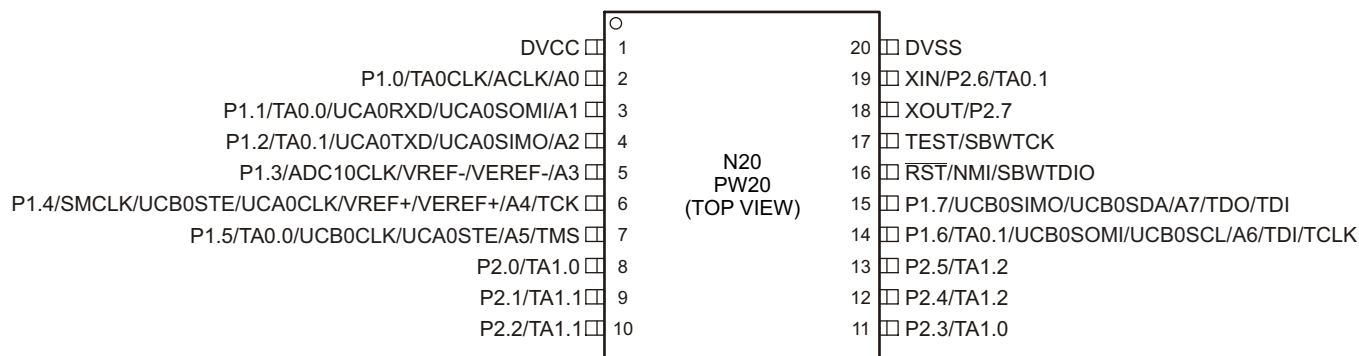 DVCC 1
P1.0/TA0CLK/ACLK/A0 2
P1.1/TA0.0/UCA0RXD/UCA0SOMI/A1 3
P1.2/TA0.1/UCA0TXD/UCA0SIMO/A2 4
P1.3/ADC10CLK/VREF-/VEREF-/A3 5
P1.4/SMCLK/UCB0STE/UCA0CLK/VREF+/VEREF+/A4/TCK 6
P1.5/TA0.0/UCB0CLK/UCA0STE/A5/TMS 7
P2.0/TA1.0 8
P2.1/TA1.1 9
P2.2/TA1.1 10
N20
PW20
(TOP VIEW)
20 DVSS
19 XIN/P2.6/TA0.1
18 XOUT/P2.7
17 TEST/SBWTCK
16 RST/NMI/SBWTDIO
15 P1.7/UCB0SIMO/UCB0SDA/A7/TDO/TDI
14 P1.6/TA0.1/UCB0SOMI/UCB0SCL/A6/TDI/TCLK
13 P2.5/TA1.2
12 P2.4/TA1.2
11 P2.3/TA1.0